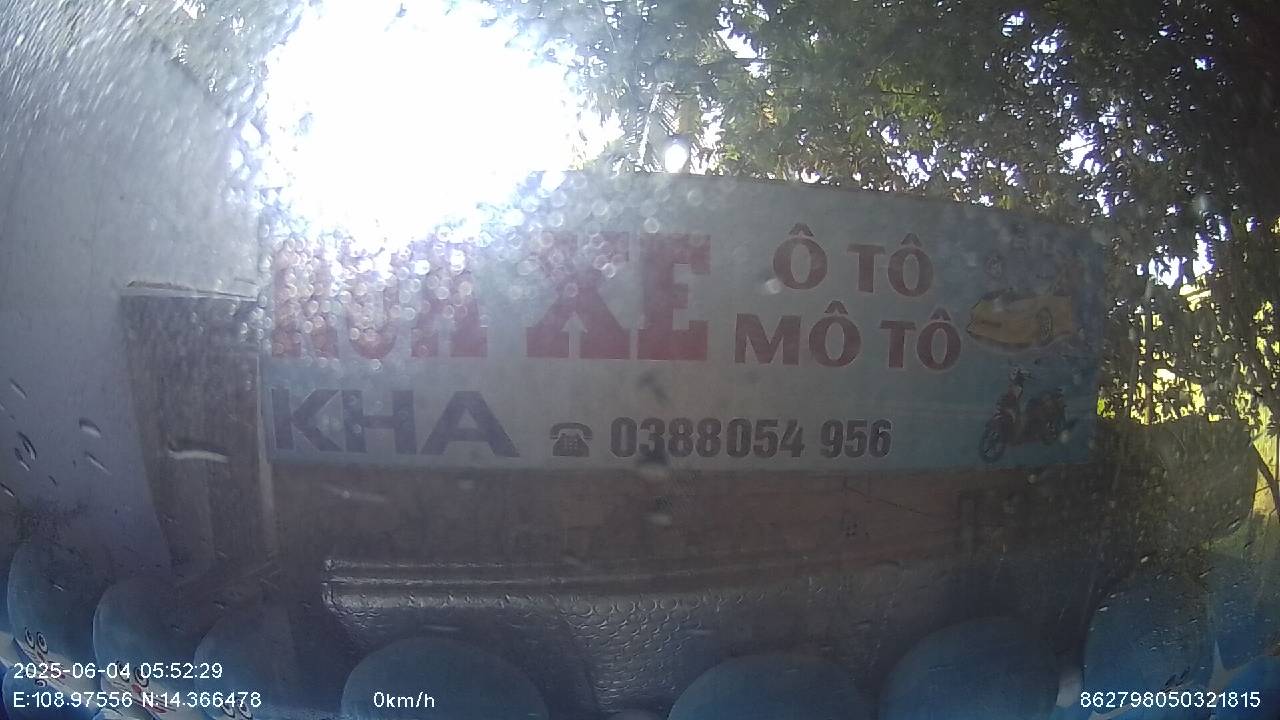 RỬA XE Ô TÔ
MÔ TÔ
KHA ☎ 0388054 956
2025-06-04 05:52:29
E:108.97556 N:14.366478 0km/h 862798050321815